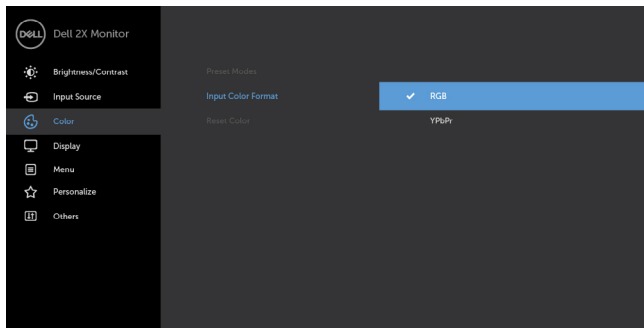 DELL Dell 2X Monitor
Brightness/Contrast
Preset Modes
Input Source
Input Color Format
RGB
Color
Reset Color
YPbPr
Display
Menu
Personalize
Others